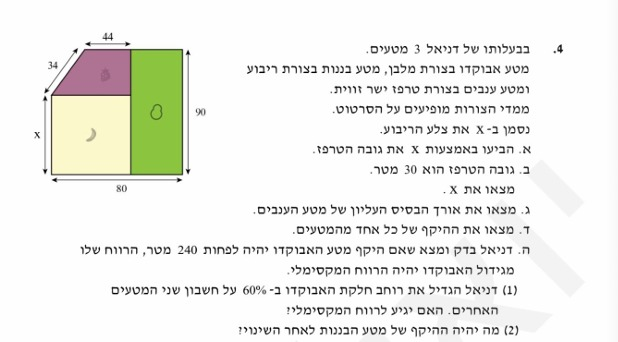 4. בבעלותו של דניאל 3 מטעים.
מטע אבוקדו בצורת מלבן, מטע בננות בצורת ריבוע
ומטע ענבים בצורת טרפז ישר זווית.
ממדי הצורות מופיעים על הסרטוט.
נסמן ב-x את צלע הריבוע.
א. הביעו באמצעות x את גובה הטרפז.
ב. גובה הטרפז הוא 30 מטר.
מצאו את x.
ג. מצאו את אורך הבסיס העליון של מטע הענבים.
ד. מצאו את ההיקף של כל אחד מהמטעים.
ה. דניאל בדק ומצא שאם היקף מטע האבוקדו יהיה לפחות 240 מטר, הרווח שלו
מגידול האבוקדו יהיה הרווח המקסימלי.
(1) דניאל הגדיל את רוחב חלקת האבוקדו ב-60% על חשבון שני המטעים
האחרים. האם יגיע לרווח המקסימלי?
(2) מה יהיה ההיקף של מטע הבננות לאחר השינוי?
44
34
90
x
80